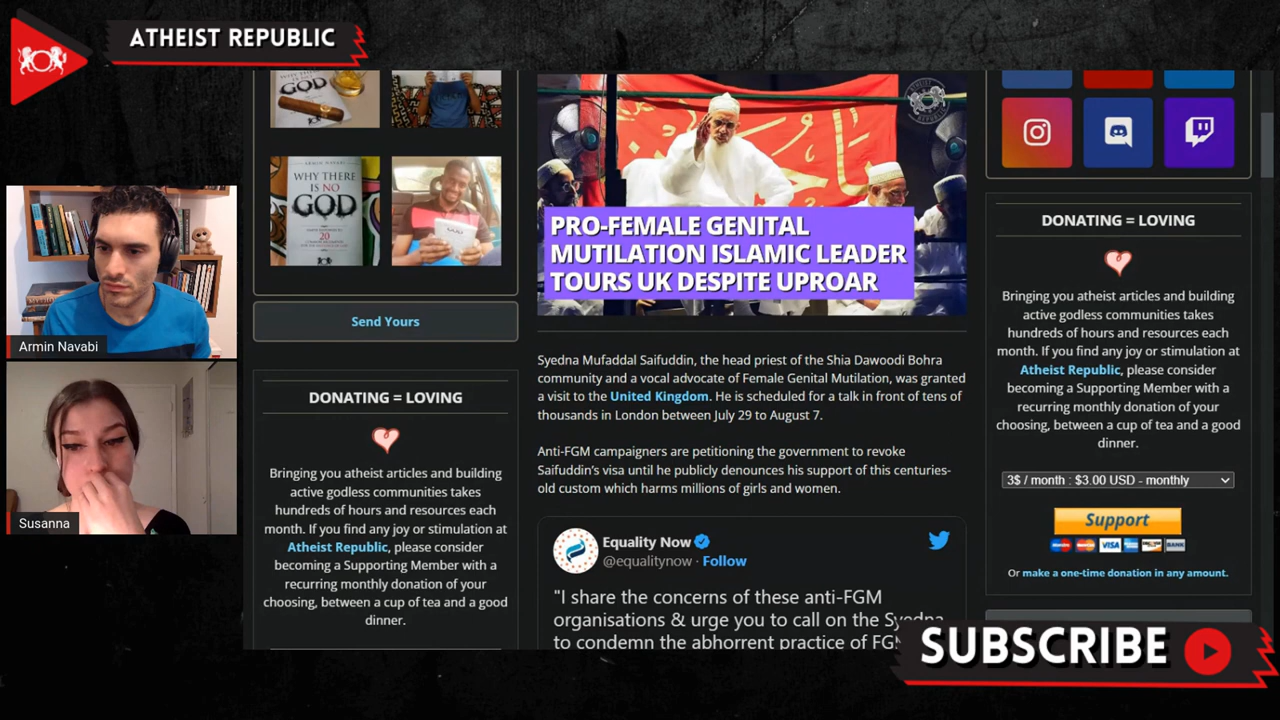 ATHEIST REPUBLIC
Armin Navabi
Susanna
GOD
WHY THERE
IS NO
GOD
20
Send Yours
DONATING = LOVING
Bringing you atheist articles and building
active godless communities takes
hundreds of hours and resources each
month. If you find any joy or stimulation at
Atheist Republic, please consider
becoming a Supporting Member with a
recurring monthly donation of your
choosing, between a cup of tea and a good
dinner.
PRO-FEMALE GENITAL
MUTILATION ISLAMIC LEADER
TOURS UK DESPITE UPROAR
Syedna Mufaddal Saifuddin, the head priest of the Shia Dawoodi Bohra
community and a vocal advocate of Female Genital Mutilation, was granted
a visit to the United Kingdom. He is scheduled for a talk in front of tens of
thousands in London between July 29 to August 7.
Anti-FGM campaigners are petitioning the government to revoke
Saifuddin's visa until he publicly denounces his support of this centuries-
old custom which harms millions of girls and women.
Equality Now
@equalitynow · Follow
"I share the concerns of these anti-FGM
organisations & urge you to call on the Syedna
to condemn the abhorrent practice of
DONATING = LOVING
Bringing you atheist articles and building
active godless communities takes
hundreds of hours and resources each
month. If you find any joy or stimulation at
Atheist Republic, please consider
becoming a Supporting Member with a
recurring monthly donation of your
choosing, between a cup of tea and a good
dinner.
3$ / month : $3.00 USD - monthly
Support
VISA
BANK
Or make a one-time donation in any amount.
SUBSCRIBE